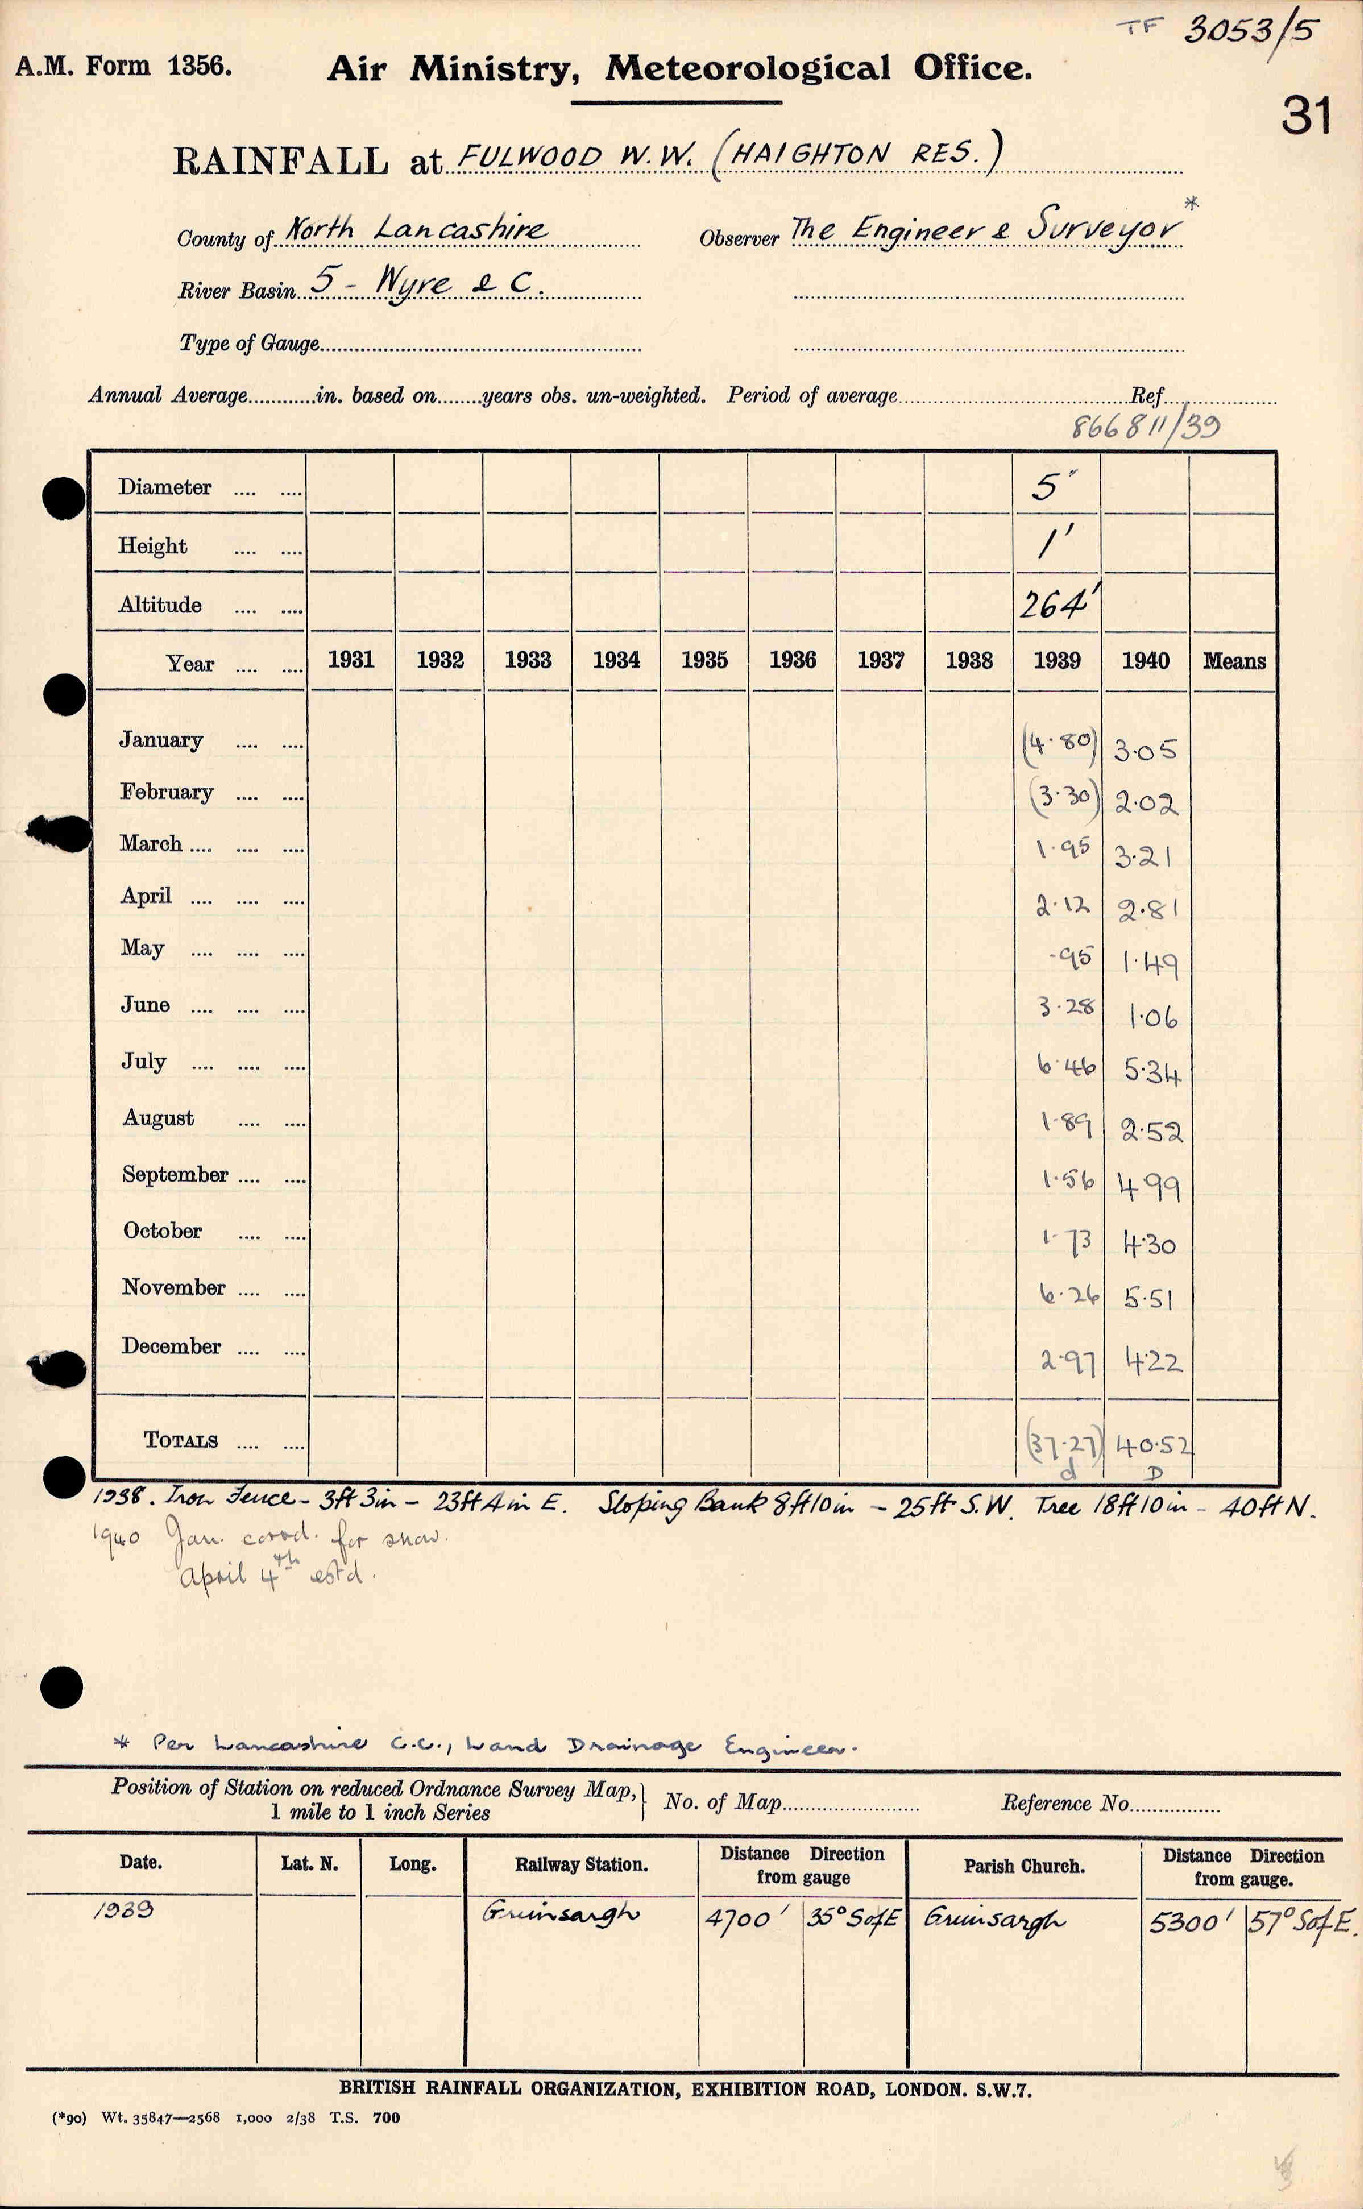 TF 3053/5
A.M. Form 1356. Air Ministry, Meteorological Office.
31
RAINFALL at FULWOOD W.W. (HAIGHTON RES.)
County of North Lancashire Observer The Engineer & Surveyor *
River Basin 5 - Wyre & C.
Type of Gauge
Annual Average in. based on years obs. un-weighted. Period of average Ref.
866811/39
Diameter 5"
Height 1'
Altitude 264'
Year 1931 1932 1933 1934 1935 1936 1937 1938 1939 1940 Means
January (4.80) 3.05
February (3.30) 2.02
March 1.95 3.21
April 2.12 2.81
May .95 1.49
June 3.28 1.06
July 6.46 5.34
August 1.89 2.52
September 1.56 4.99
October 1.73 4.30
November 6.26 5.51
December 2.97 4.22
TOTALS (37.27) 40.52
d D
1938. Iron Fence - 3ft 3in - 23ft 4in E. Sloping Bank 8ft 10in - 25ft S.W. Tree 18ft 10in - 40ft N.
1940 Jan. corrd. for snow.
April 4th estd.
* Per Lancashire C.C., Land Drainage Engineer.
Position of Station on reduced Ordnance Survey Map, 1 mile to 1 inch Series } No. of Map Reference No.
Date. Lat. N. Long. Railway Station. Distance Direction from gauge Parish Church. Distance Direction from gauge.
1939 Grimsargh 4700' 35° S of E Grimsargh 5300' 57° S of E.
BRITISH RAINFALL ORGANIZATION, EXHIBITION ROAD, LONDON. S.W.7.
(*90) Wt. 35847—2568 1,000 2/38 T.S. 700